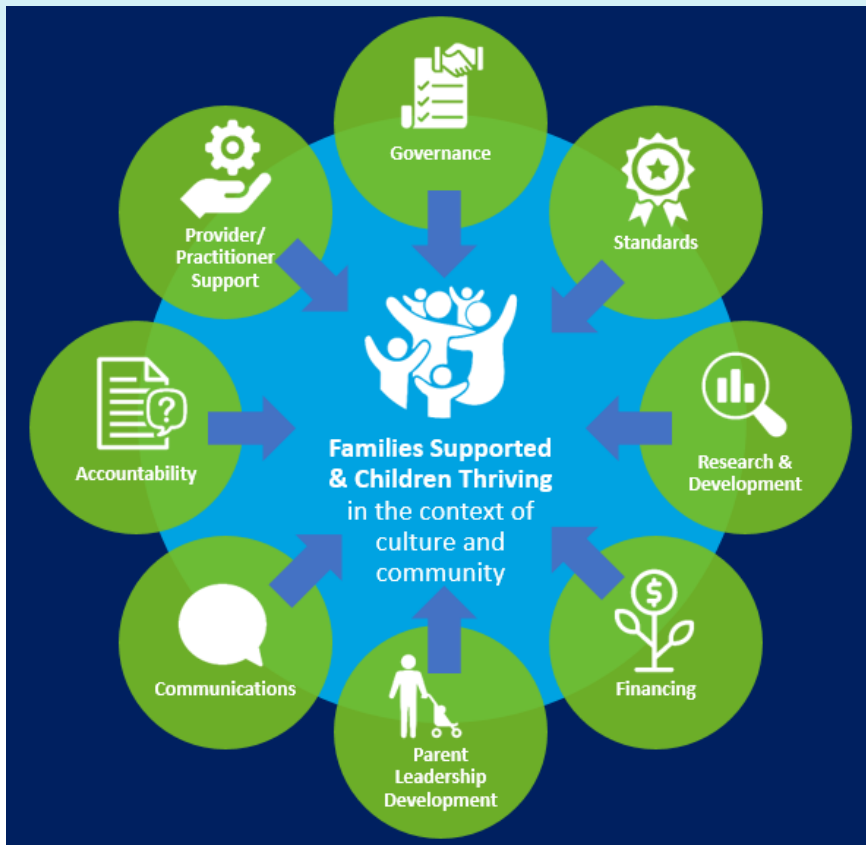 Governance
Standards
Research &
Development
Financing
Parent
Leadership
Development
Communications
Accountability
?
Provider/
Practitioner
Support
$
Families Supported
& Children Thriving
in the context of
culture and
community